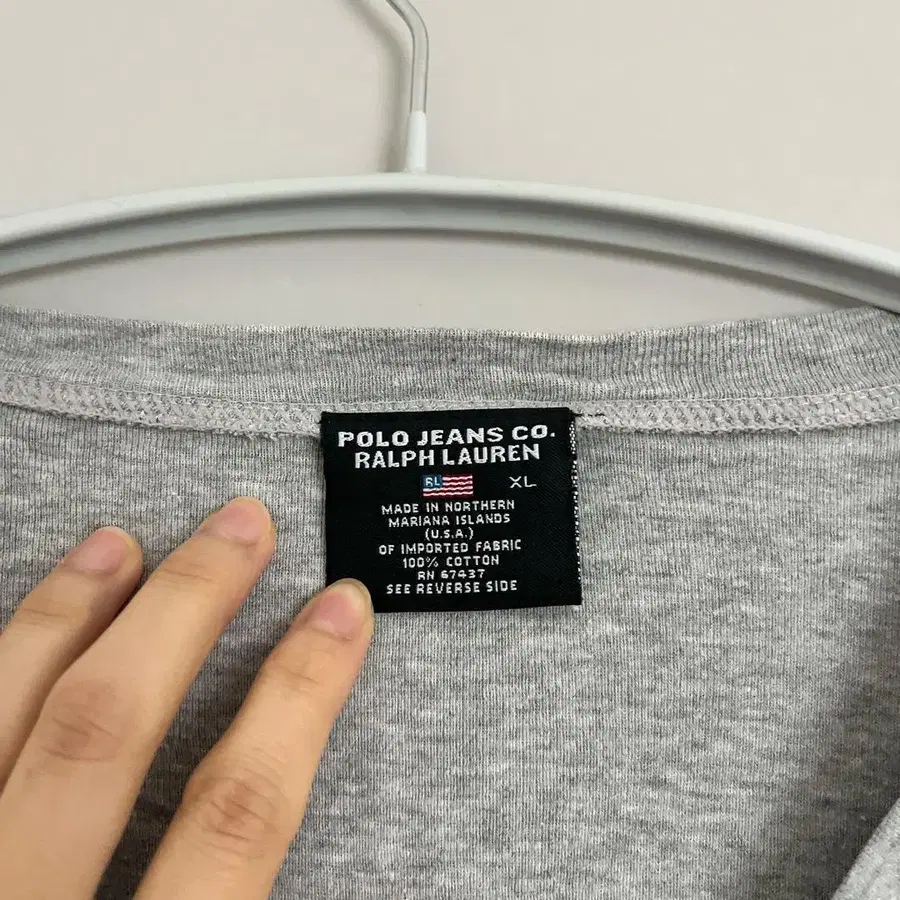 POLO JEANS CO.
RALPH LAUREN
RL XL
MADE IN NORTHERN
MARIANA ISLANDS
(U.S.A.)
OF IMPORTED FABRIC
100% COTTON
RN 67437
SEE REVERSE SIDE